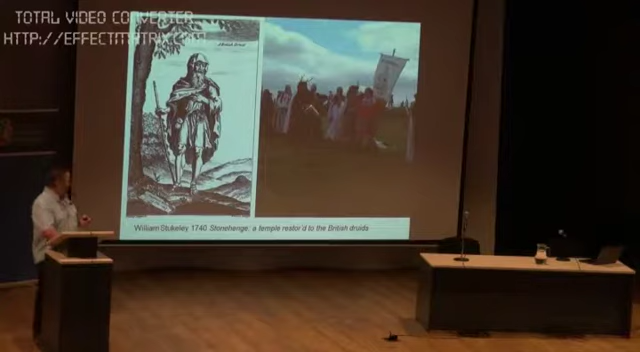 TOTAL VIDEO CONVERTER
HTTP://EFFECTMATRIX.COM
William Stukeley 1740 Stonehenge: a temple restor'd to the British druids